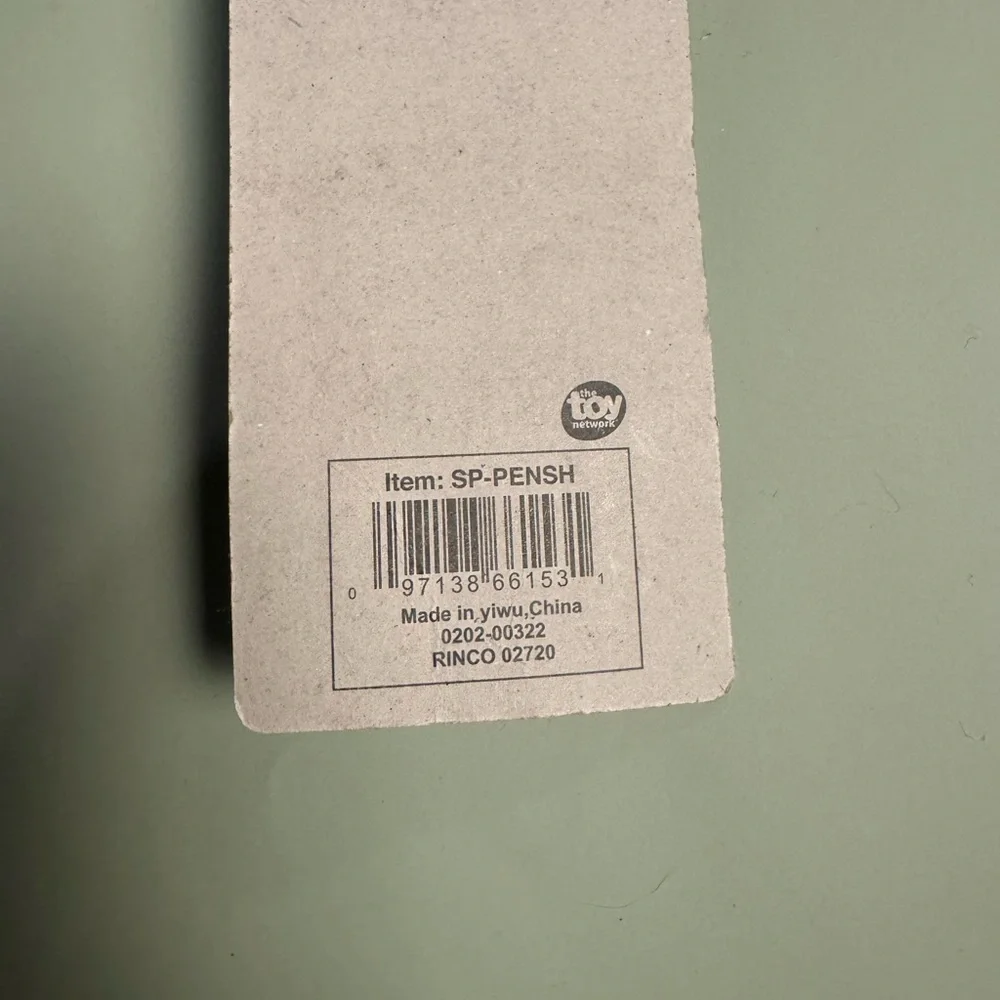 the
toy
network
Item: SP-PENSH
0 97138 66153 1
Made in yiwu,China
0202-00322
RINCO 02720